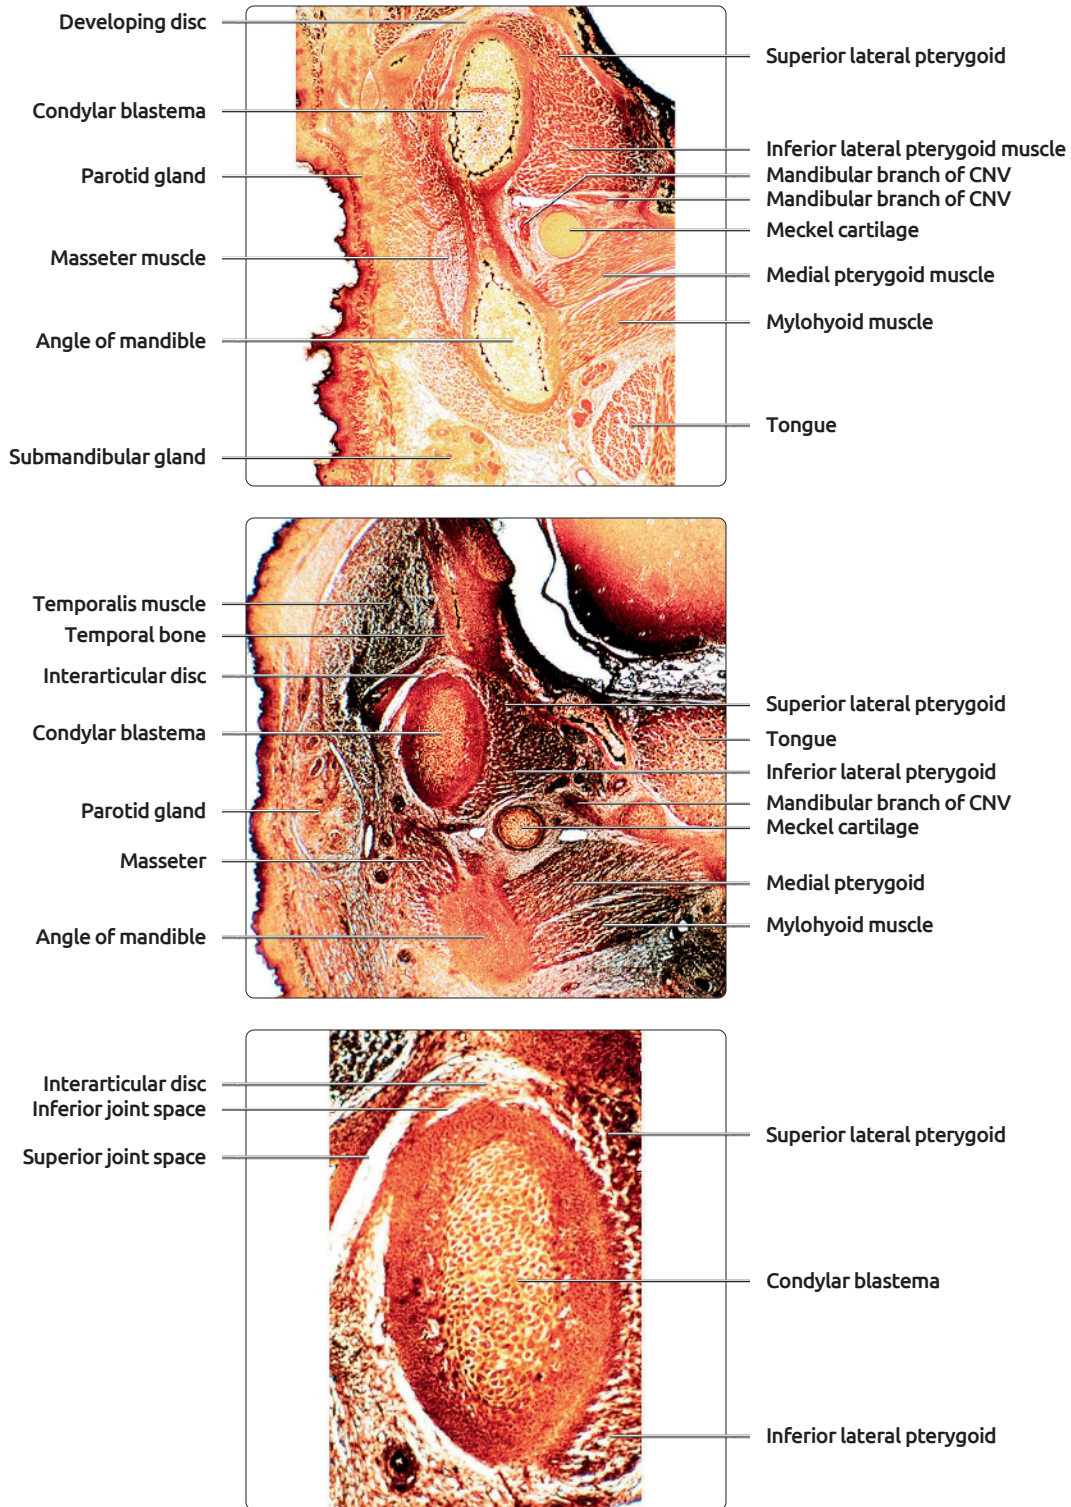 Developing disc
Condylar blastema
Parotid gland
Masseter muscle
Angle of mandible
Submandibular gland
Superior lateral pterygoid
Inferior lateral pterygoid muscle
Mandibular branch of CNV
Mandibular branch of CNV
Meckel cartilage
Medial pterygoid muscle
Mylohyoid muscle
Tongue
Temporalis muscle
Temporal bone
Interarticular disc
Condylar blastema
Parotid gland
Masseter
Angle of mandible
Superior lateral pterygoid
Tongue
Inferior lateral pterygoid
Mandibular branch of CNV
Meckel cartilage
Medial pterygoid
Mylohyoid muscle
Interarticular disc
Inferior joint space
Superior joint space
Superior lateral pterygoid
Condylar blastema
Inferior lateral pterygoid